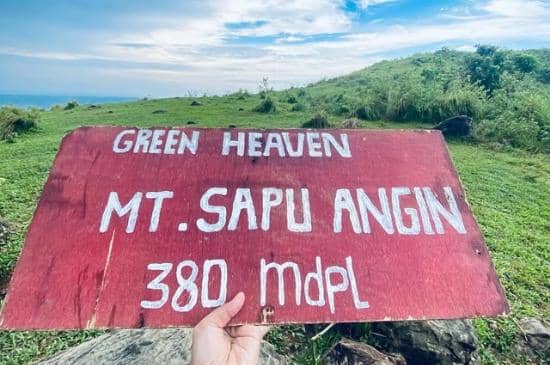 GREEN HEAVEN
MT. SAPU ANGIN
380 mdpl